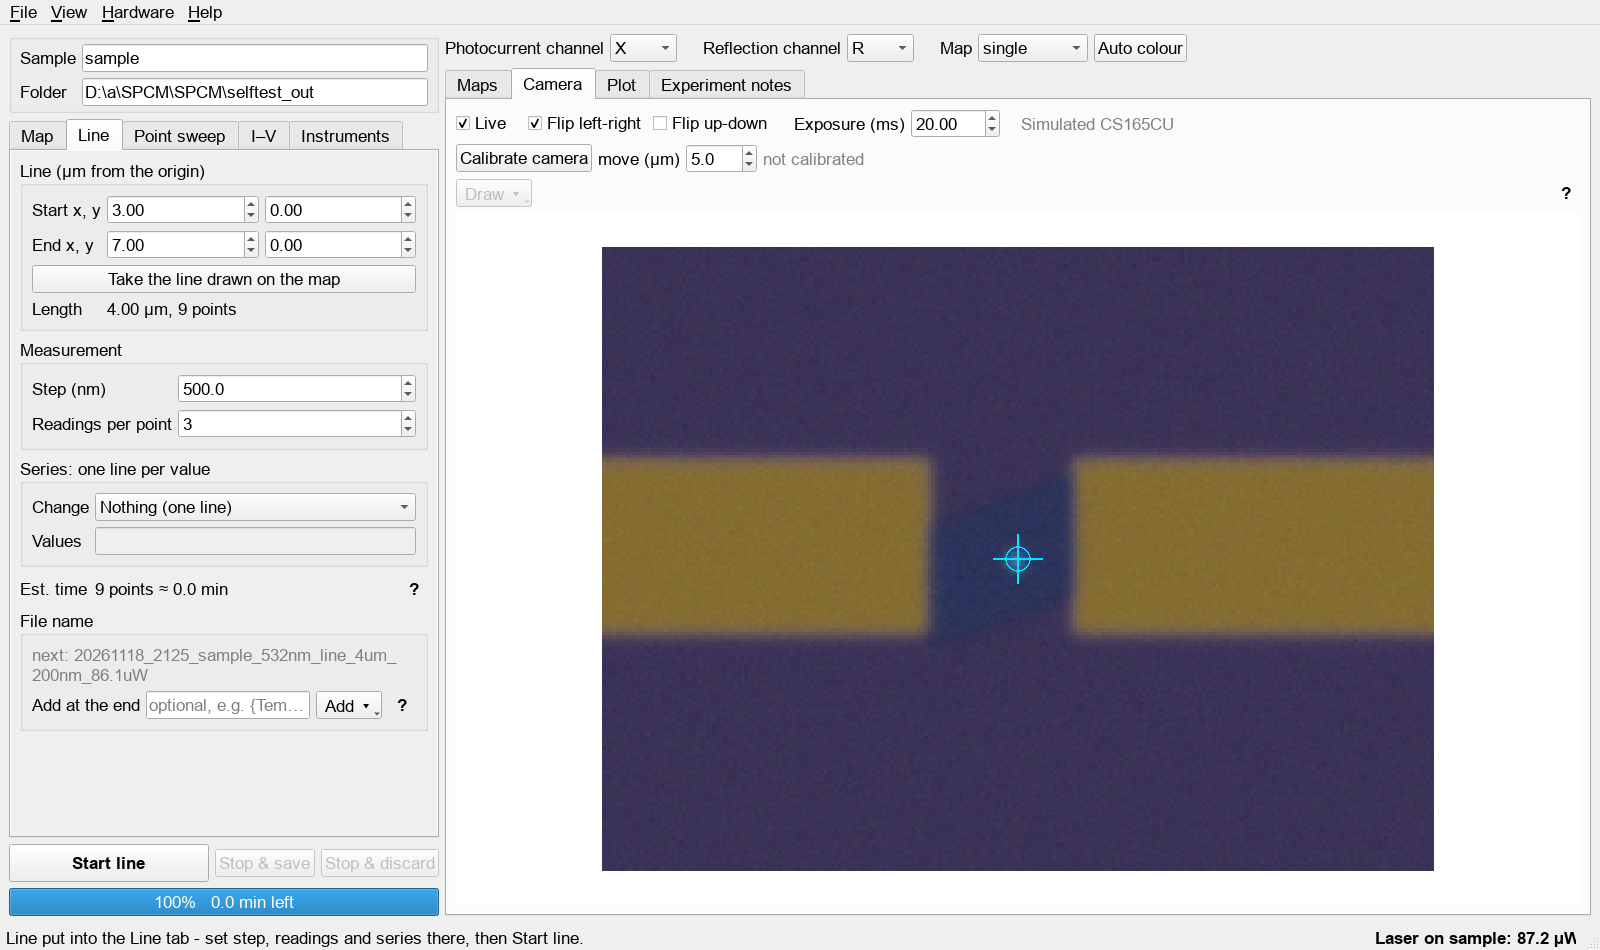 File View Hardware Help
Sample sample
Folder D:\a\SPCM\SPCM\selftest_out
Map Line Point sweep I–V Instruments
Line (µm from the origin)
Start x, y 3.00 0.00
End x, y 7.00 0.00
Take the line drawn on the map
Length 4.00 µm, 9 points
Measurement
Step (nm) 500.0
Readings per point 3
Series: one line per value
Change Nothing (one line)
Values
Est. time 9 points ≈ 0.0 min ?
File name
next: 20261118_2125_sample_532nm_line_4um_
200nm_86.1uW
Add at the end optional, e.g. {Tem... Add ?
Start line Stop & save Stop & discard
100% 0.0 min left
Photocurrent channel X Reflection channel R Map single Auto colour
Maps Camera Plot Experiment notes
Live Flip left-right Flip up-down Exposure (ms) 20.00 Simulated CS165CU
Calibrate camera move (µm) 5.0 not calibrated
Draw ?
Line put into the Line tab - set step, readings and series there, then Start line. Laser on sample: 87.2 µW